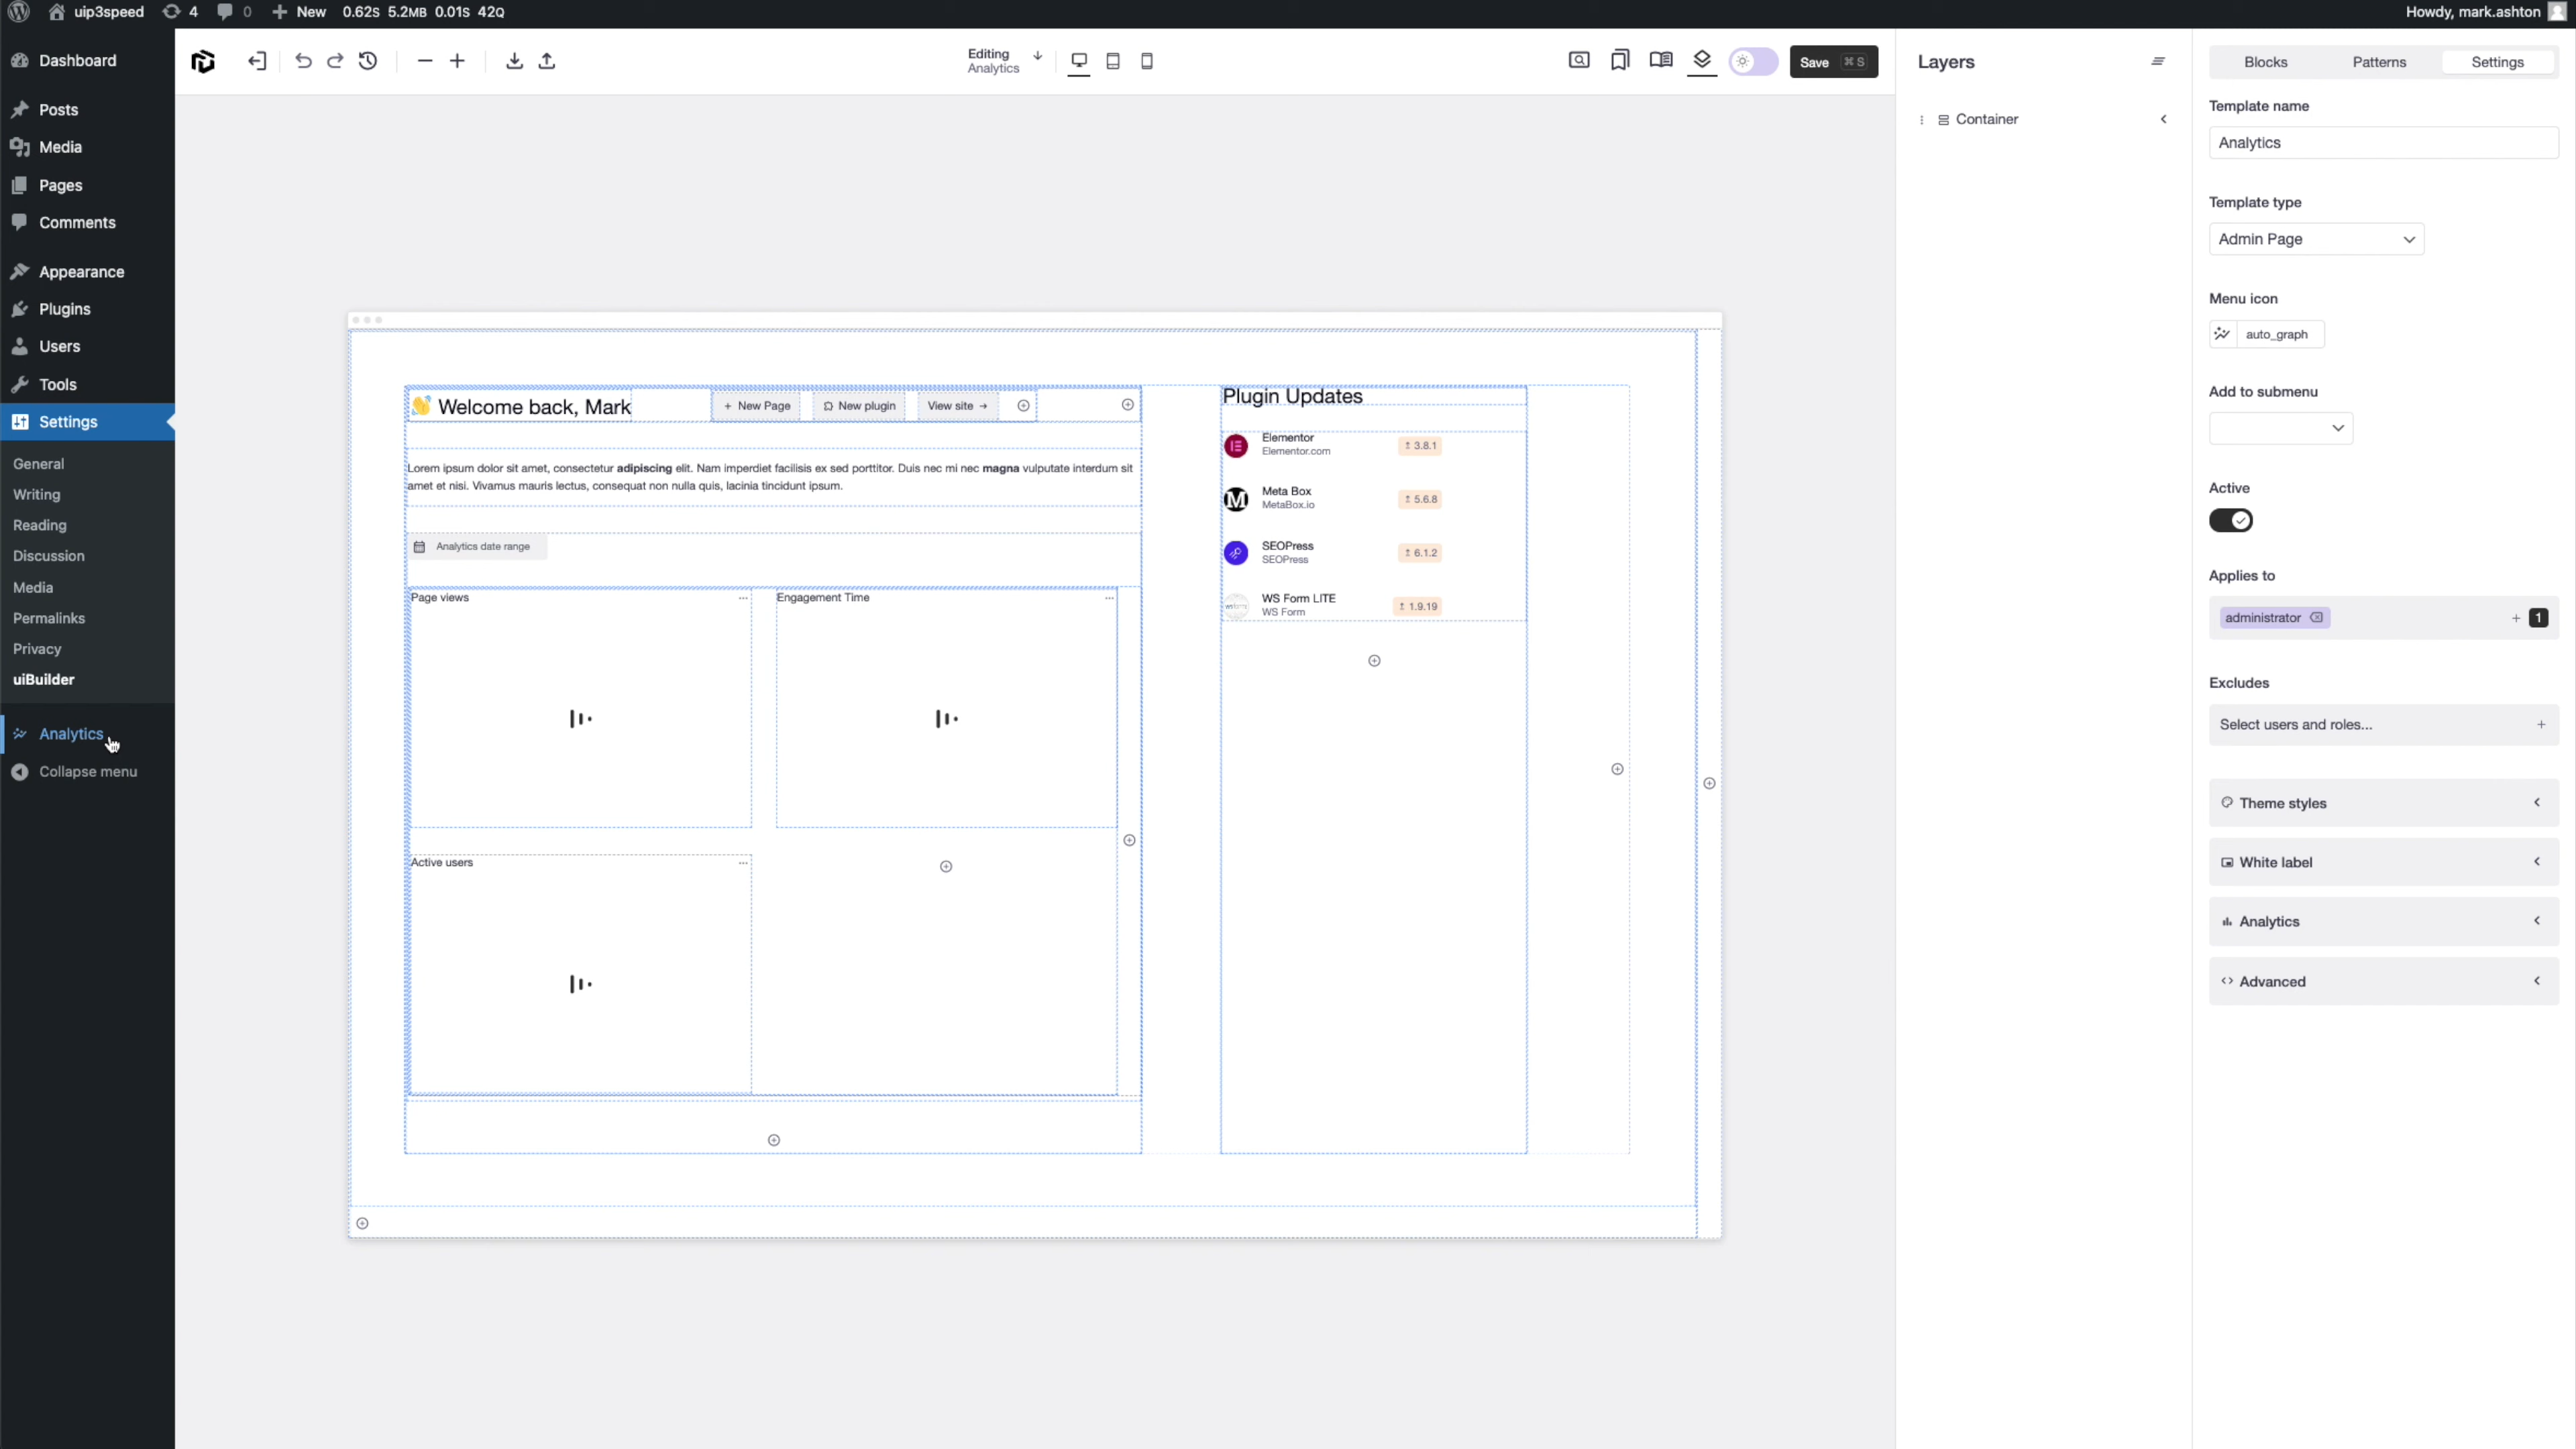 uip3speed 4 0 New 0.62S 5.2MB 0.01S 42Q
Howdy, mark.ashton
Dashboard
Posts
Media
Pages
Comments
Appearance
Plugins
Users
Tools
Settings
General
Writing
Reading
Discussion
Media
Permalinks
Privacy
uiBuilder
Analytics
Collapse menu
Editing
Analytics
Save ⌘ S
👋 Welcome back, Mark
+ New Page
New plugin
View site →
Lorem ipsum dolor sit amet, consectetur adipiscing elit. Nam imperdiet facilisis ex sed porttitor. Duis nec mi nec magna vulputate interdum sit
amet et nisi. Vivamus mauris lectus, consequat non nulla quis, lacinia tincidunt ipsum.
Analytics date range
Page views
Engagement Time
Active users
Plugin Updates
Elementor
Elementor.com
3.8.1
Meta Box
MetaBox.io
5.6.8
SEOPress
SEOPress
6.1.2
WS Form LITE
WS Form
1.9.19
Layers
Container
Blocks
Patterns
Settings
Template name
Analytics
Template type
Admin Page
Menu icon
auto_graph
Add to submenu
Active
Applies to
administrator
+ 1
Excludes
Select users and roles...
+
Theme styles
White label
Analytics
Advanced